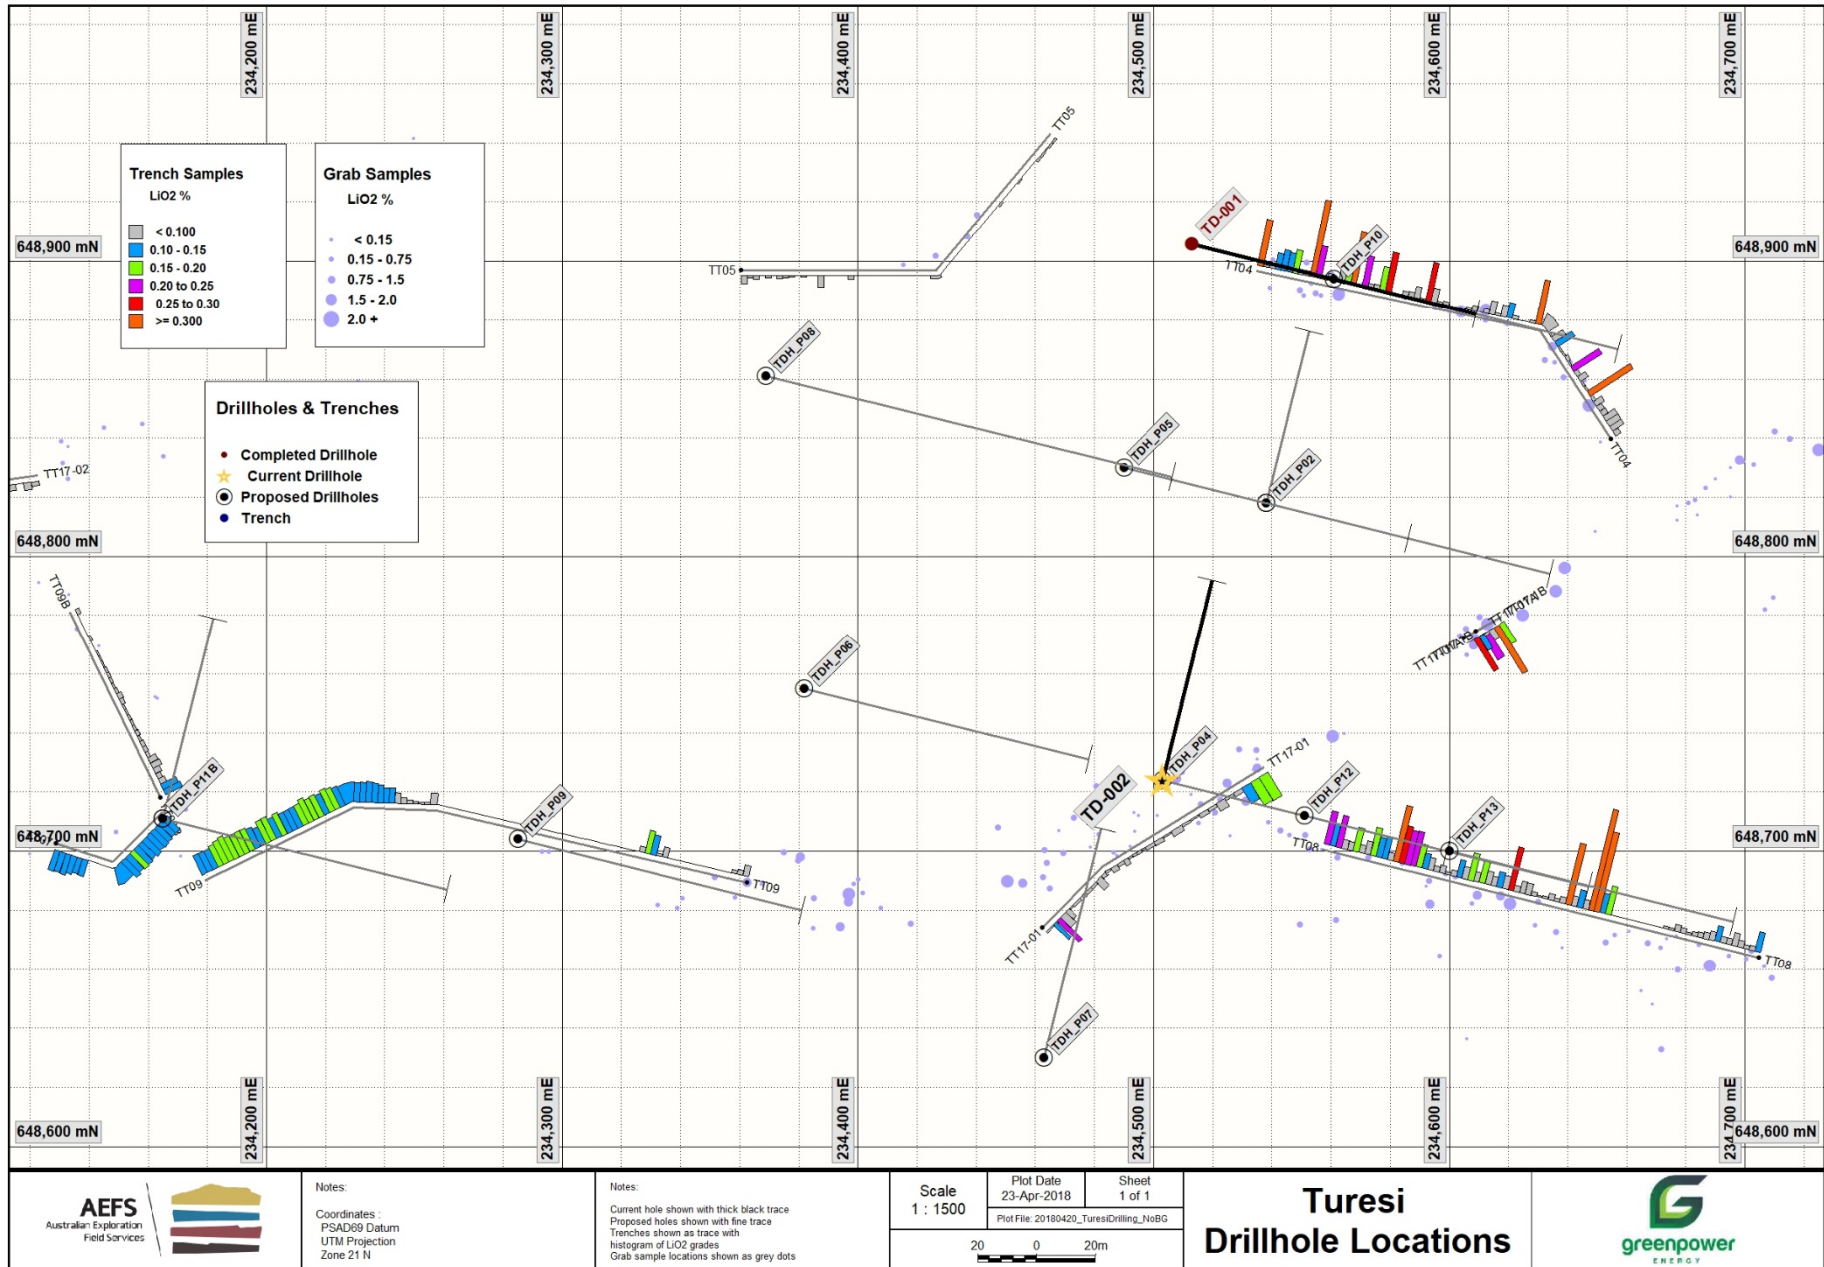 234,200 mE
234,300 mE
234,400 mE
234,500 mE
234,600 mE
234,700 mE
TT05
Trench Samples
LiO2 %
< 0.100
0.10 - 0.15
0.15 - 0.20
0.20 to 0.25
0.25 to 0.30
>= 0.300
Grab Samples
LiO2 %
< 0.15
0.15 - 0.75
0.75 - 1.5
1.5 - 2.0
2.0 +
TD-001
648,900 mN
648,900 mN
TDH_P10
TT05
TT04
TDH_P08
Drillholes & Trenches
Completed Drillhole
Current Drillhole
Proposed Drillholes
Trench
TDH_P05
TDH_P02
TT04
TT17-02
648,800 mN
648,800 mN
TT09B
TDH_P06
TDH_P04
TT17-01
TD-002
TDH_P11B
TDH_P09
TDH_P12
TDH_P13
648,700 mN
648,700 mN
TT08
TT09
TT09
TT17-01
TT08
TDH_P07
234,200 mE
234,300 mE
234,400 mE
234,500 mE
234,600 mE
234,700 mE
648,600 mN
648,600 mN
AEFS
Australian Exploration
Field Services
Notes:
Coordinates :
PSAD69 Datum
UTM Projection
Zone 21 N
Notes:
Current hole shown with thick black trace
Proposed holes shown with fine trace
Trenches shown as trace with
histogram of LiO2 grades
Grab sample locations shown as grey dots
Scale
1 : 1500
Plot Date
23-Apr-2018
Sheet
1 of 1
Plot File: 20180420_TuresiDrilling_NoBG
20 0 20m
Turesi
Drillhole Locations
greenpower
ENERGY